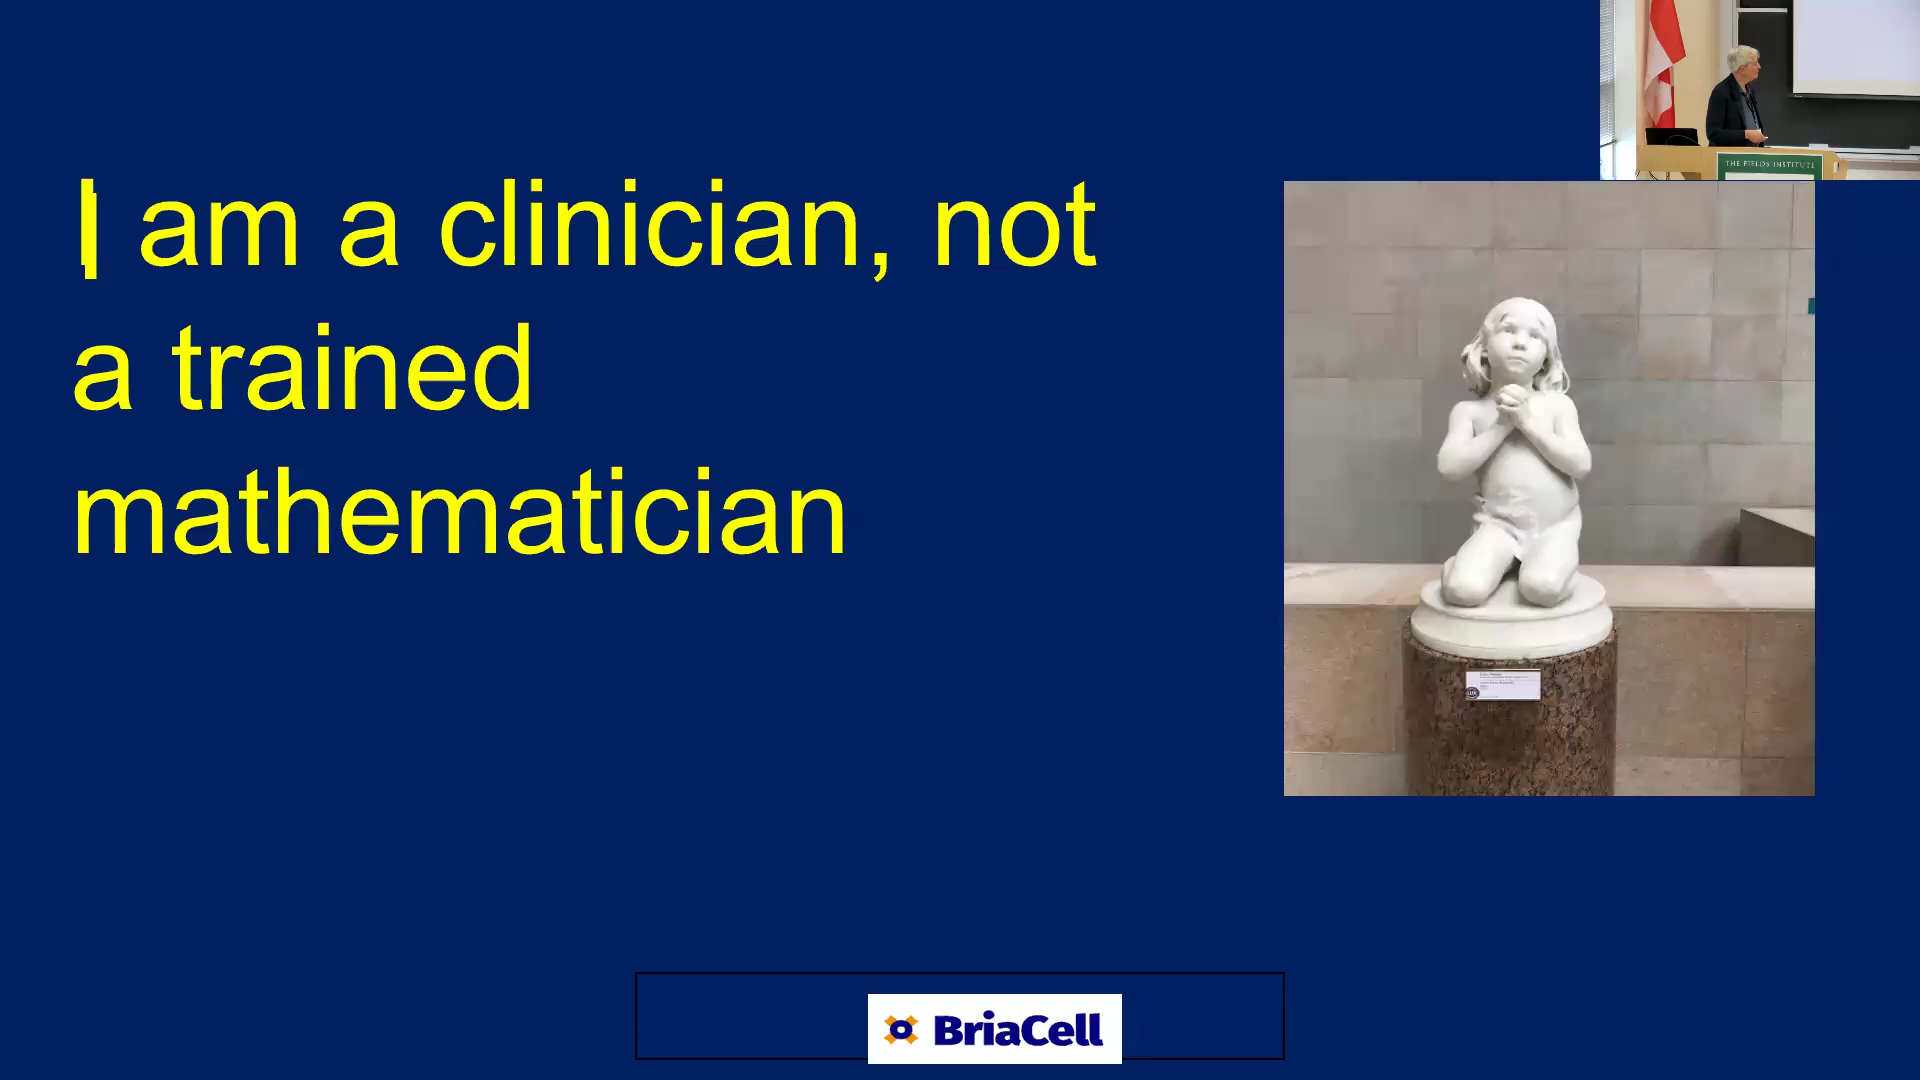 THE FIELDS INSTITUTE
I am a clinician, not
a trained
mathematician
BriaCell